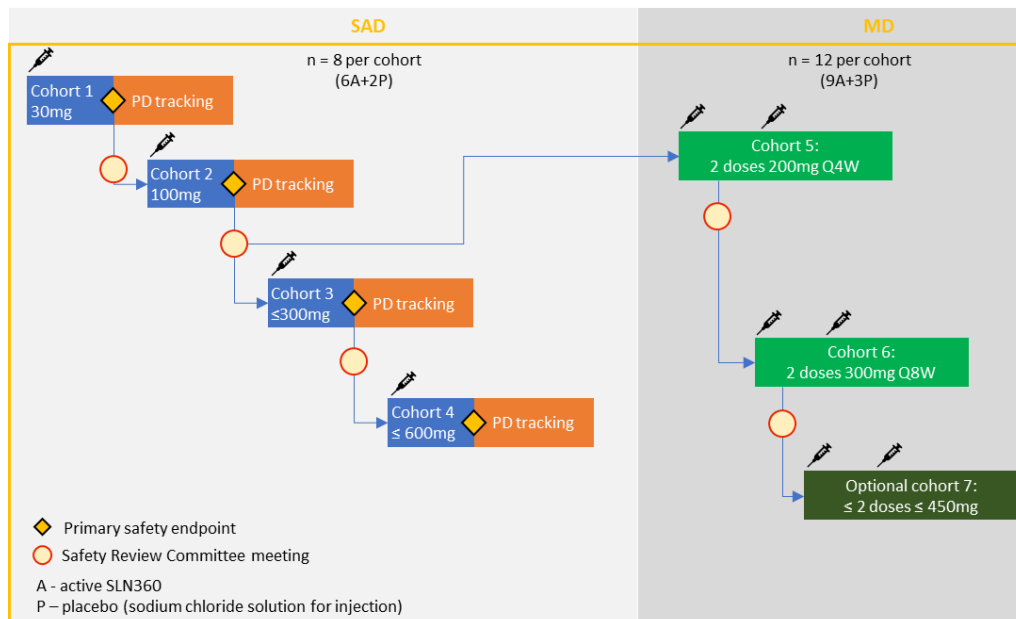 SAD
n = 8 per cohort
(6A+2P)
Cohort 1
30mg
PD tracking
Cohort 2
100mg
PD tracking
Cohort 3
≤300mg
PD tracking
Cohort 4
≤ 600mg
PD tracking
MD
n = 12 per cohort
(9A+3P)
Cohort 5:
2 doses 200mg Q4W
Cohort 6:
2 doses 300mg Q8W
Optional cohort 7:
≤ 2 doses ≤ 450mg
Primary safety endpoint
Safety Review Committee meeting
A - active SLN360
P – placebo (sodium chloride solution for injection)